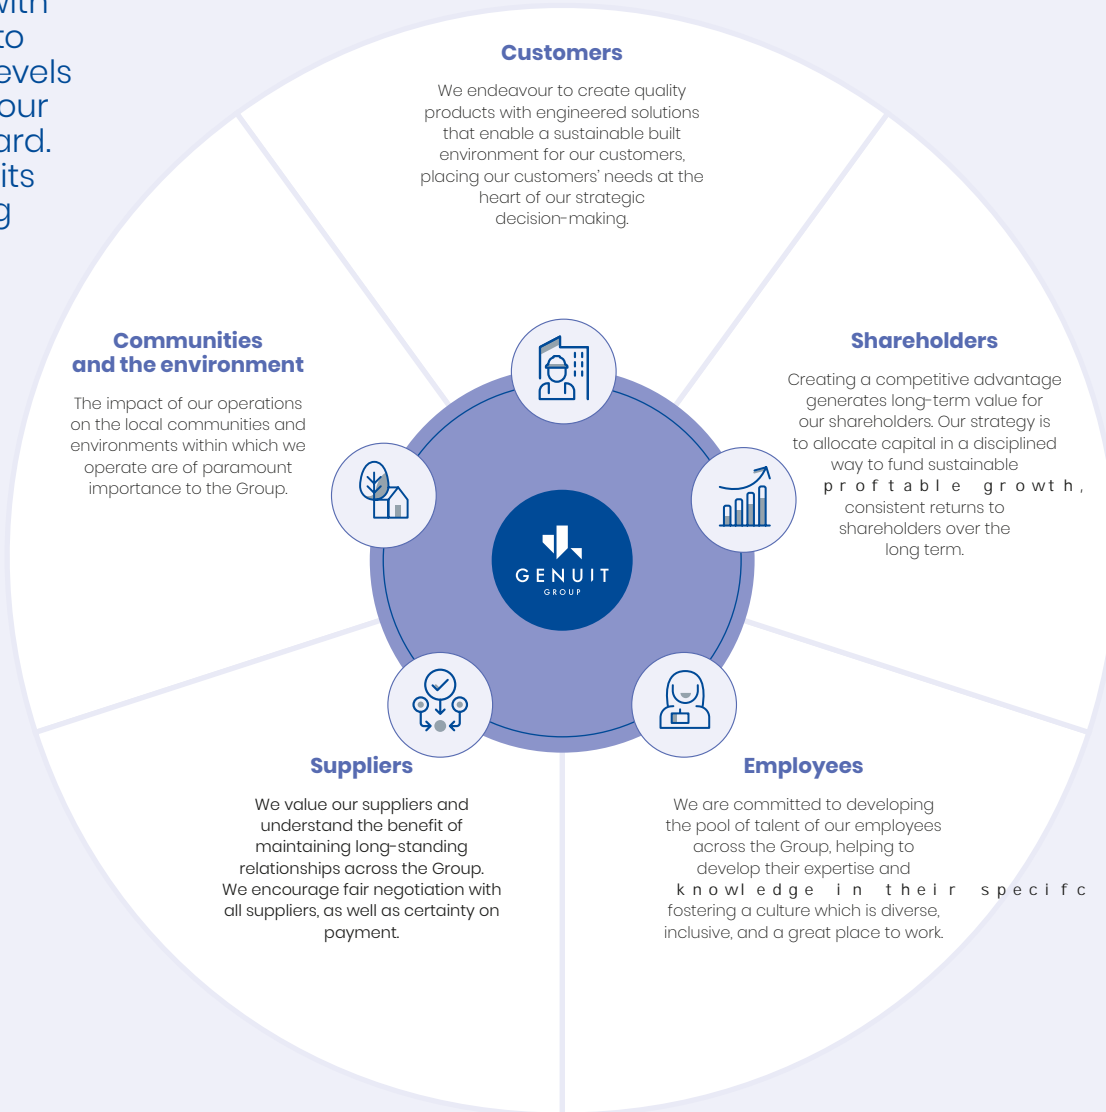 with
to
evels
our
ard.
its
g
Customers
We endeavour to create quality
products with engineered solutions
that enable a sustainable built
environment for our customers,
placing our customers’ needs at the
heart of our strategic
decision-making.
Communities
and the environment
The impact of our operations
on the local communities and
environments within which we
operate are of paramount
importance to the Group.
Shareholders
Creating a competitive advantage
generates long-term value for
our shareholders. Our strategy is
to allocate capital in a disciplined
way to fund sustainable
proftable growth,
consistent returns to
shareholders over the
long term.
GENUIT
GROUP
Suppliers
We value our suppliers and
understand the benefit of
maintaining long-standing
relationships across the Group.
We encourage fair negotiation with
all suppliers, as well as certainty on
payment.
Employees
We are committed to developing
the pool of talent of our employees
across the Group, helping to
develop their expertise and
knowledge in their specifc
fostering a culture which is diverse,
inclusive, and a great place to work.